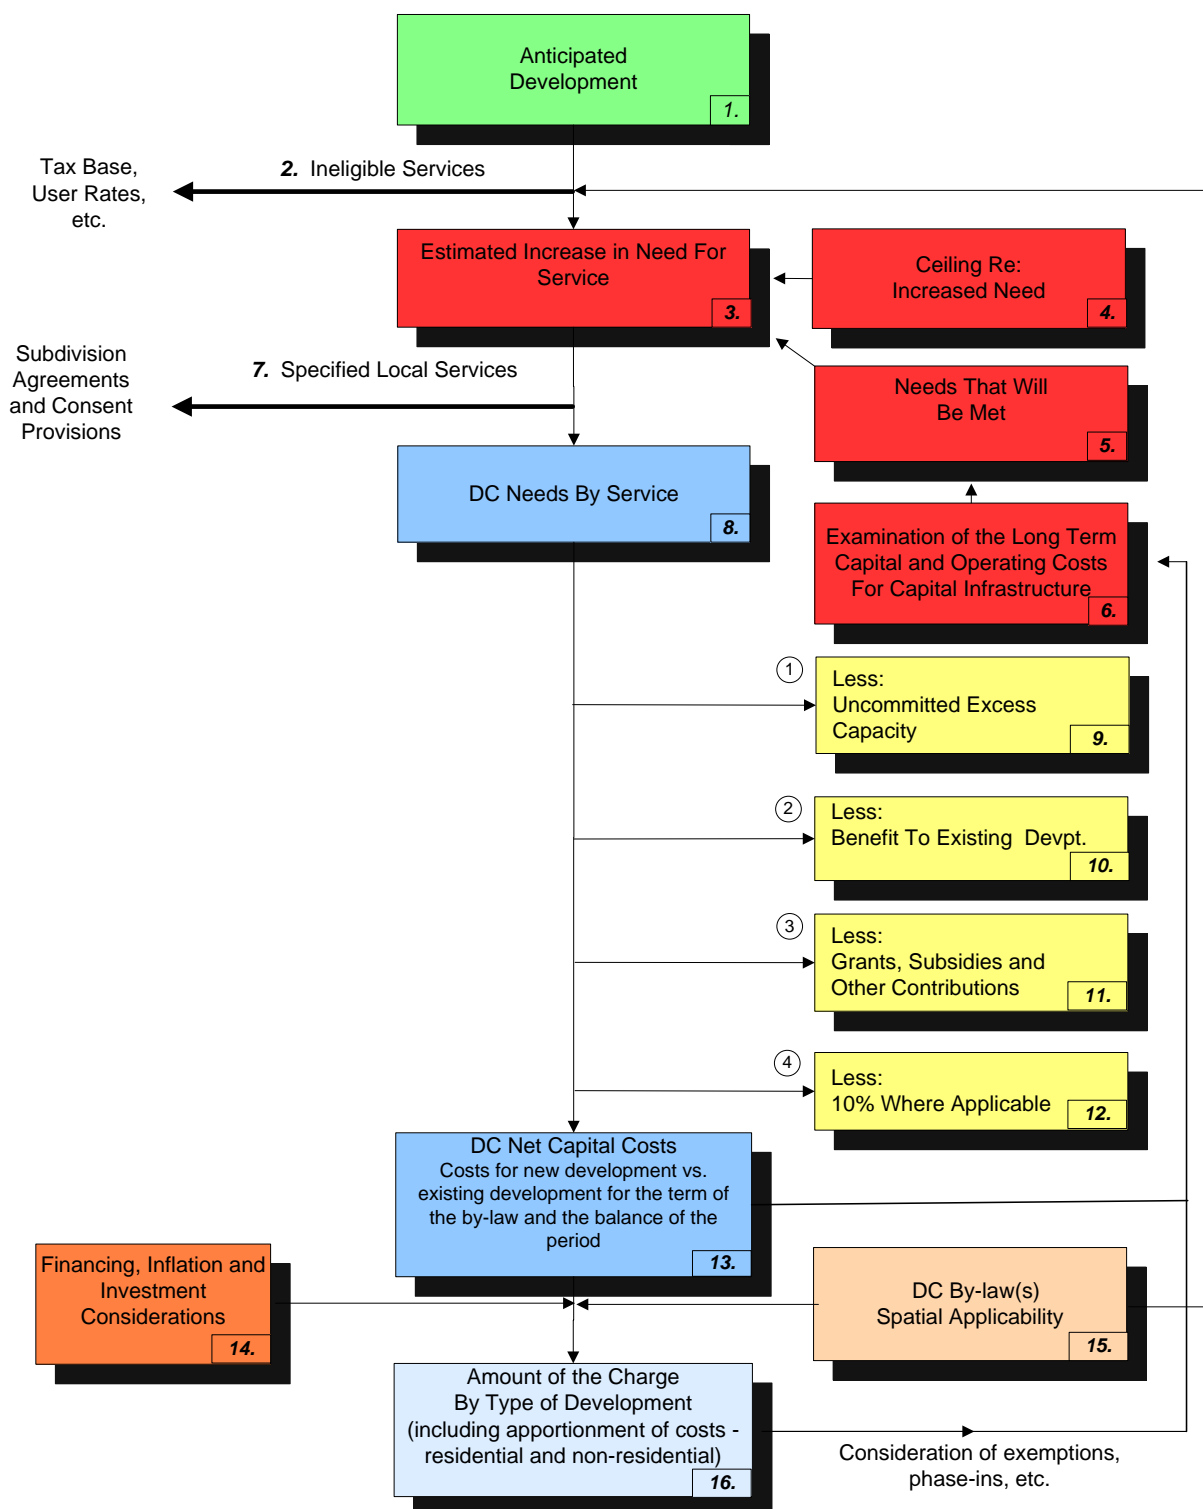 Anticipated
Development
1.
Tax Base,
User Rates,
etc.
2. Ineligible Services
Estimated Increase in Need For
Service
3.
Ceiling Re:
Increased Need
4.
Subdivision
Agreements
and Consent
Provisions
7. Specified Local Services
Needs That Will
Be Met
5.
DC Needs By Service
8.
Examination of the Long Term
Capital and Operating Costs
For Capital Infrastructure
6.
1
Less:
Uncommitted Excess
Capacity
9.
2
Less:
Benefit To Existing Devpt.
10.
3
Less:
Grants, Subsidies and
Other Contributions
11.
4
Less:
10% Where Applicable
12.
DC Net Capital Costs
Costs for new development vs.
existing development for the term of
the by-law and the balance of the
period
13.
Financing, Inflation and
Investment
Considerations
14.
DC By-law(s)
Spatial Applicability
15.
Amount of the Charge
By Type of Development
(including apportionment of costs -
residential and non-residential)
16.
Consideration of exemptions,
phase-ins, etc.